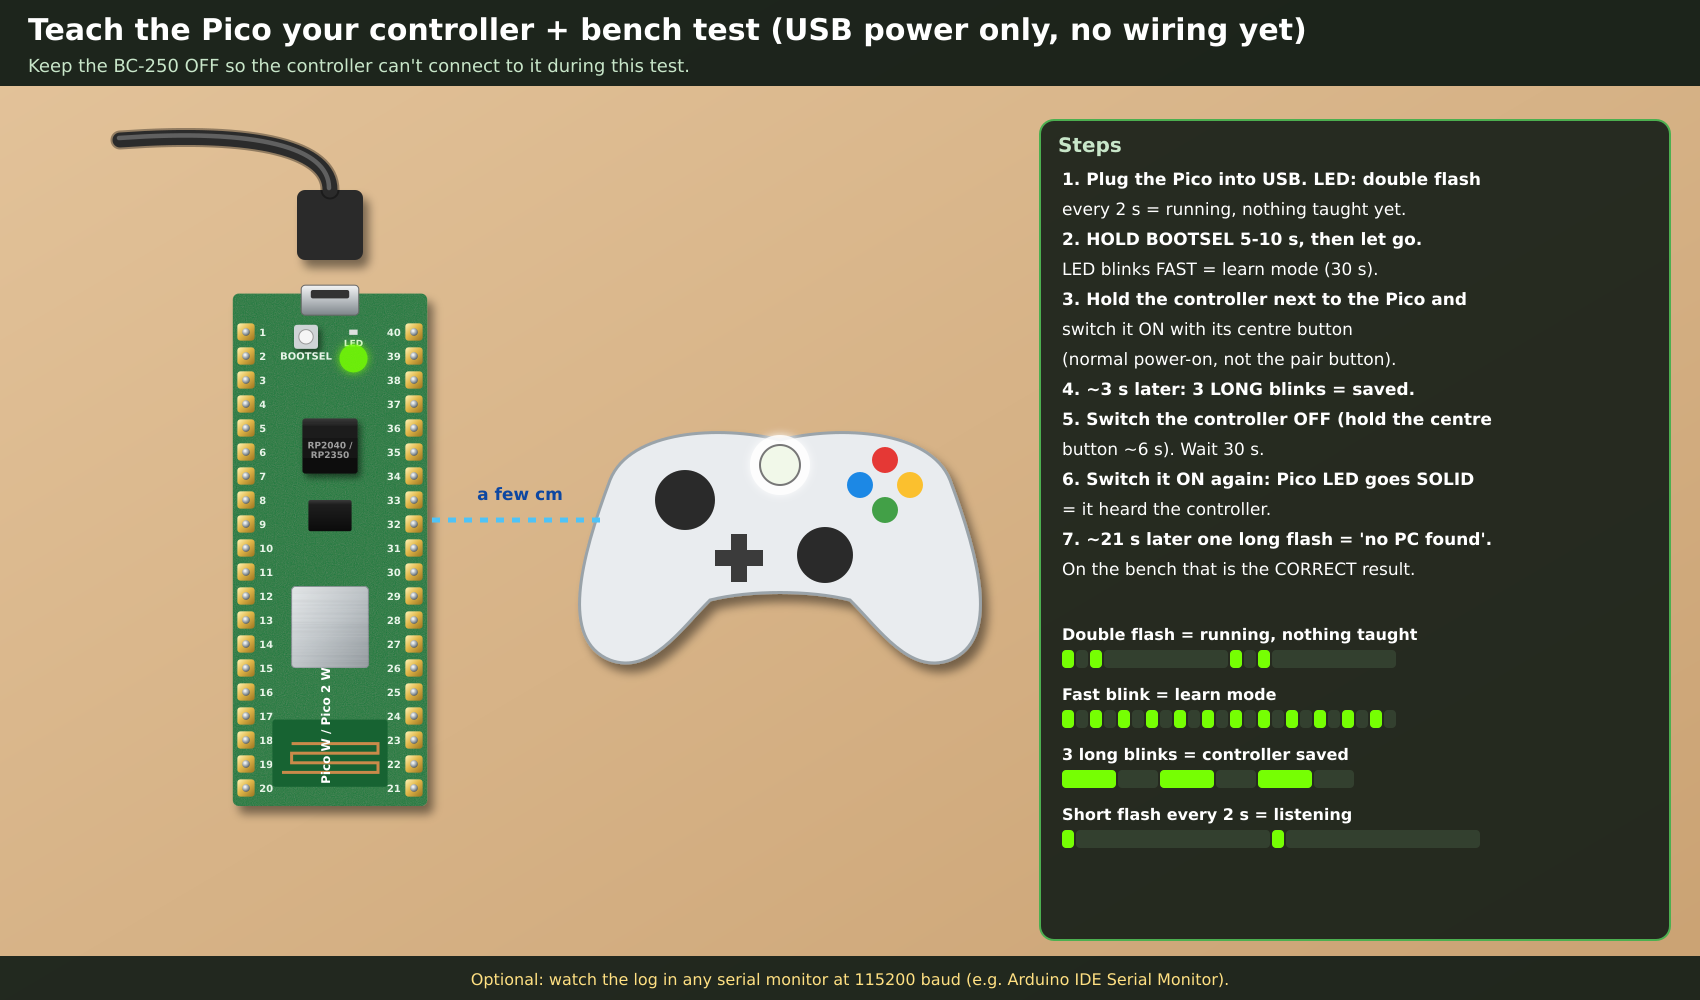 Teach the Pico your controller + bench test (USB power only, no wiring yet)
Keep the BC-250 OFF so the controller can't connect to it during this test.
1
2
3
4
5
6
7
8
9
10
11
12
13
14
15
16
17
18
19
20
BOOTSEL
LED
RP2040 /
RP2350
Pico W / Pico 2 W
40
39
38
37
36
35
34
33
32
31
30
29
28
27
26
25
24
23
22
21
a few cm
Steps
1. Plug the Pico into USB. LED: double flash
every 2 s = running, nothing taught yet.
2. HOLD BOOTSEL 5-10 s, then let go.
LED blinks FAST = learn mode (30 s).
3. Hold the controller next to the Pico and
switch it ON with its centre button
(normal power-on, not the pair button).
4. ~3 s later: 3 LONG blinks = saved.
5. Switch the controller OFF (hold the centre
button ~6 s). Wait 30 s.
6. Switch it ON again: Pico LED goes SOLID
= it heard the controller.
7. ~21 s later one long flash = 'no PC found'.
On the bench that is the CORRECT result.
Double flash = running, nothing taught
Fast blink = learn mode
3 long blinks = controller saved
Short flash every 2 s = listening
Optional: watch the log in any serial monitor at 115200 baud (e.g. Arduino IDE Serial Monitor).